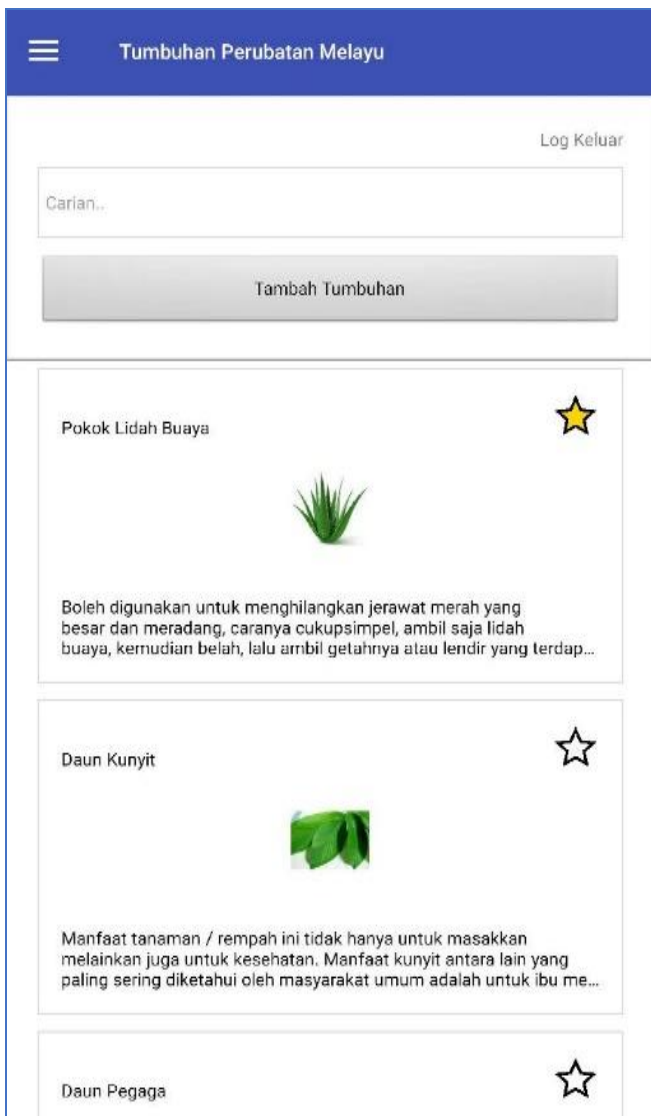 Tumbuhan Perubatan Melayu
Log Keluar
Carian..
Tambah Tumbuhan
Pokok Lidah Buaya
Boleh digunakan untuk menghilangkan jerawat merah yang
besar dan meradang, caranya cukupsimpel, ambil saja lidah
buaya, kemudian belah, lalu ambil getahnya atau lendir yang terdap...
Daun Kunyit
Manfaat tanaman / rempah ini tidak hanya untuk masakkan
melainkan juga untuk kesehatan. Manfaat kunyit antara lain yang
paling sering diketahui oleh masyarakat umum adalah untuk ibu me...
Daun Pegaga